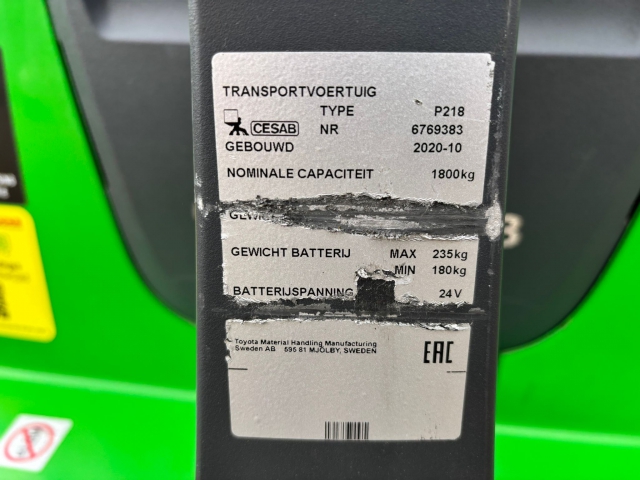 TRANSPORTVOERTUIG
TYPE P218
CESAB NR 6769383
GEBOUWD 2020-10
NOMINALE CAPACITEIT 1800kg
GEWICHT BATTERIJ MAX 235kg
MIN 180kg
BATTERIJSPANNING 24V
Toyota Material Handling Manufacturing
Sweden AB 595 81 MJÖLBY, SWEDEN
EAC